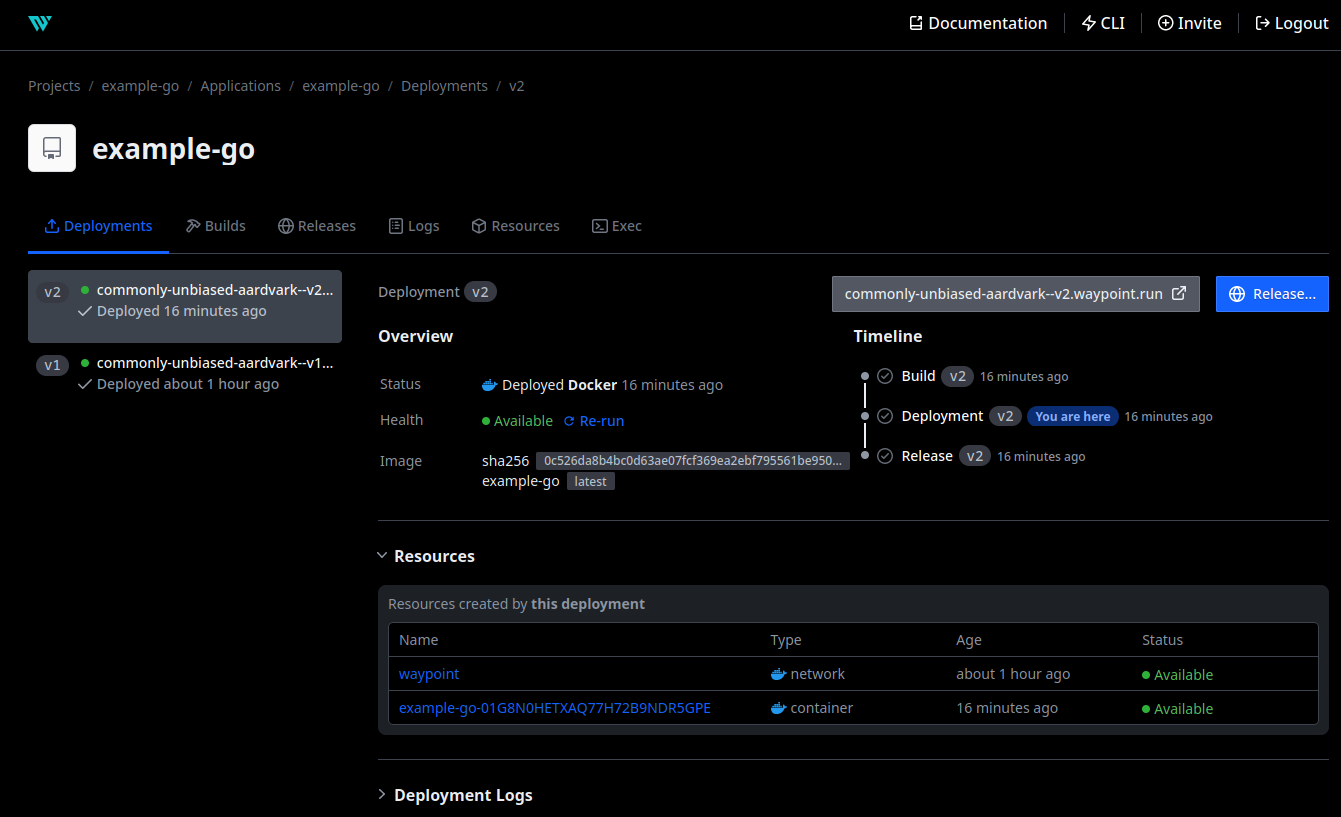 Documentation CLI Invite Logout
Projects / example-go / Applications / example-go / Deployments / v2
example-go
Deployments Builds Releases Logs Resources Exec
v2 commonly-unbiased-aardvark--v2...
Deployed 16 minutes ago
v1 commonly-unbiased-aardvark--v1...
Deployed about 1 hour ago
Deployment v2 commonly-unbiased-aardvark--v2.waypoint.run Release...
Overview
Status Deployed Docker 16 minutes ago
Health Available Re-run
Image sha256 0c526da8b4bc0d63ae07fcf369ea2ebf795561be950...
example-go latest
Timeline
Build v2 16 minutes ago
Deployment v2 You are here 16 minutes ago
Release v2 16 minutes ago
Resources
Resources created by this deployment
Name Type Age Status
waypoint network about 1 hour ago Available
example-go-01G8N0HETXAQ77H72B9NDR5GPE container 16 minutes ago Available
Deployment Logs